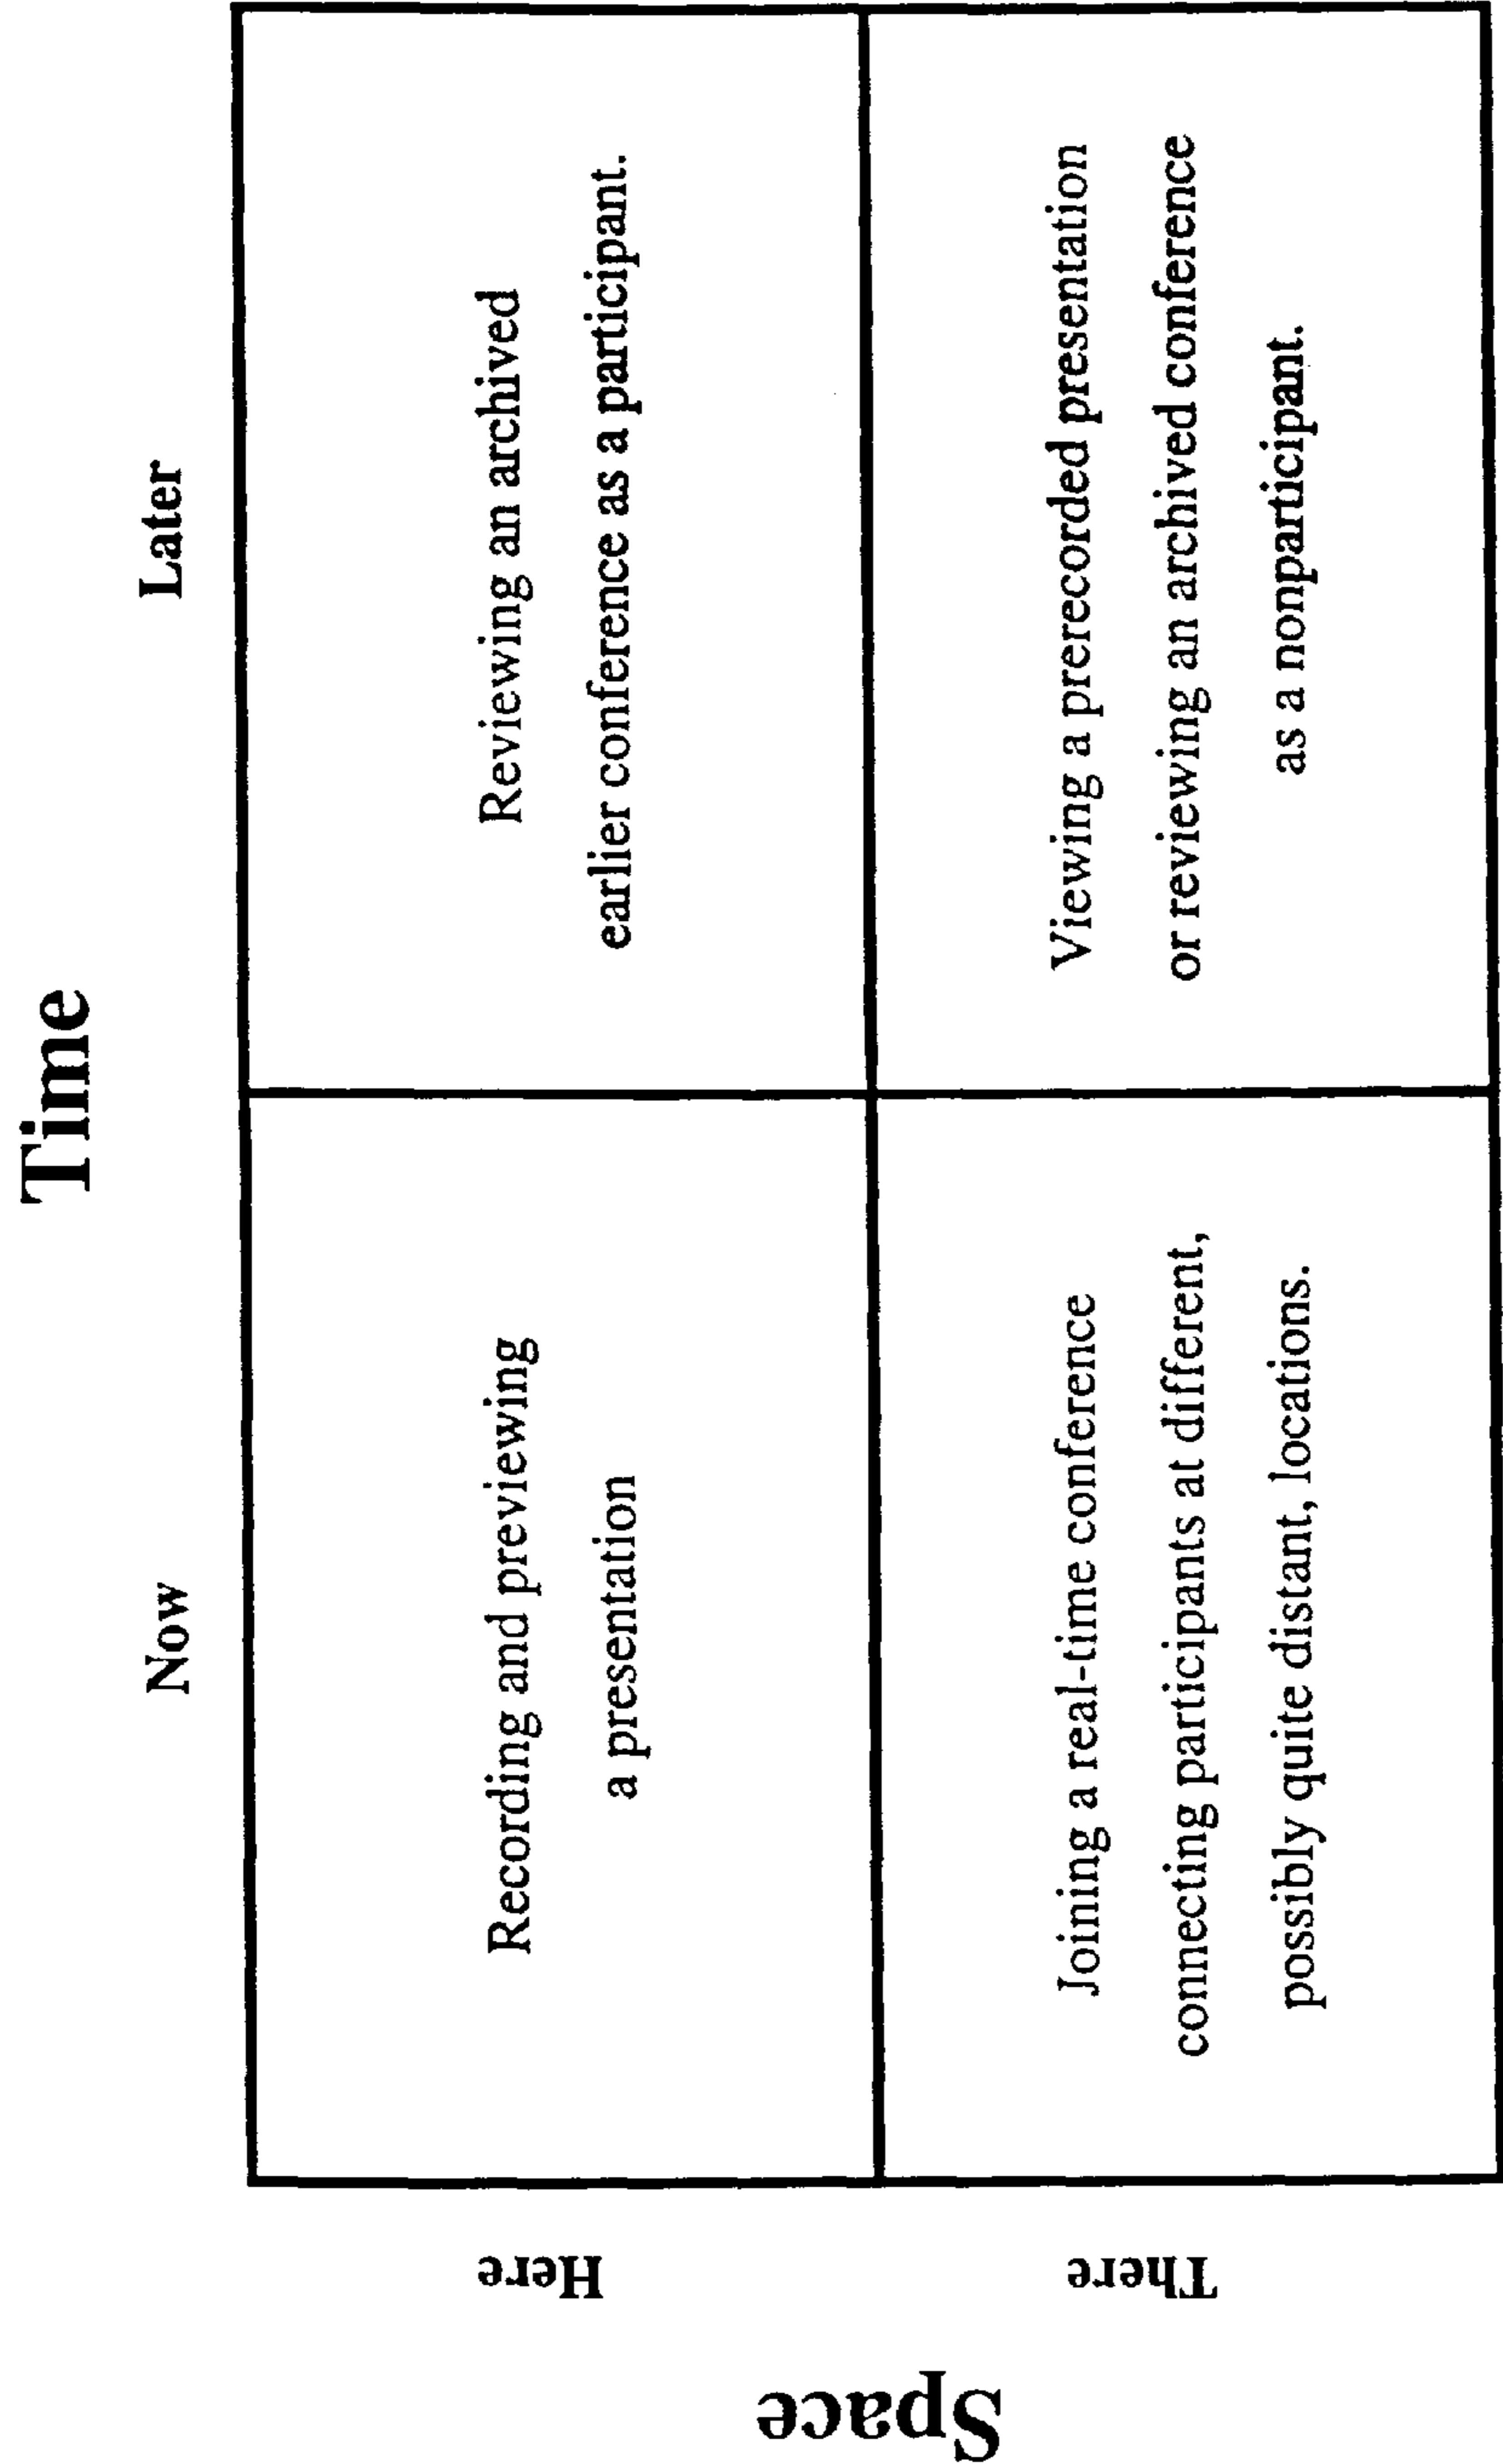 Time
Now
Later
Space
Here
Recording and previewing
a presentation
Reviewing an archived
earlier conference as a participant.
There
Joining a real-time conference
connecting participants at different,
possibly quite distant, locations.
Viewing a prerecorded presentation
or reviewing an archived conference
as a nonparticipant.